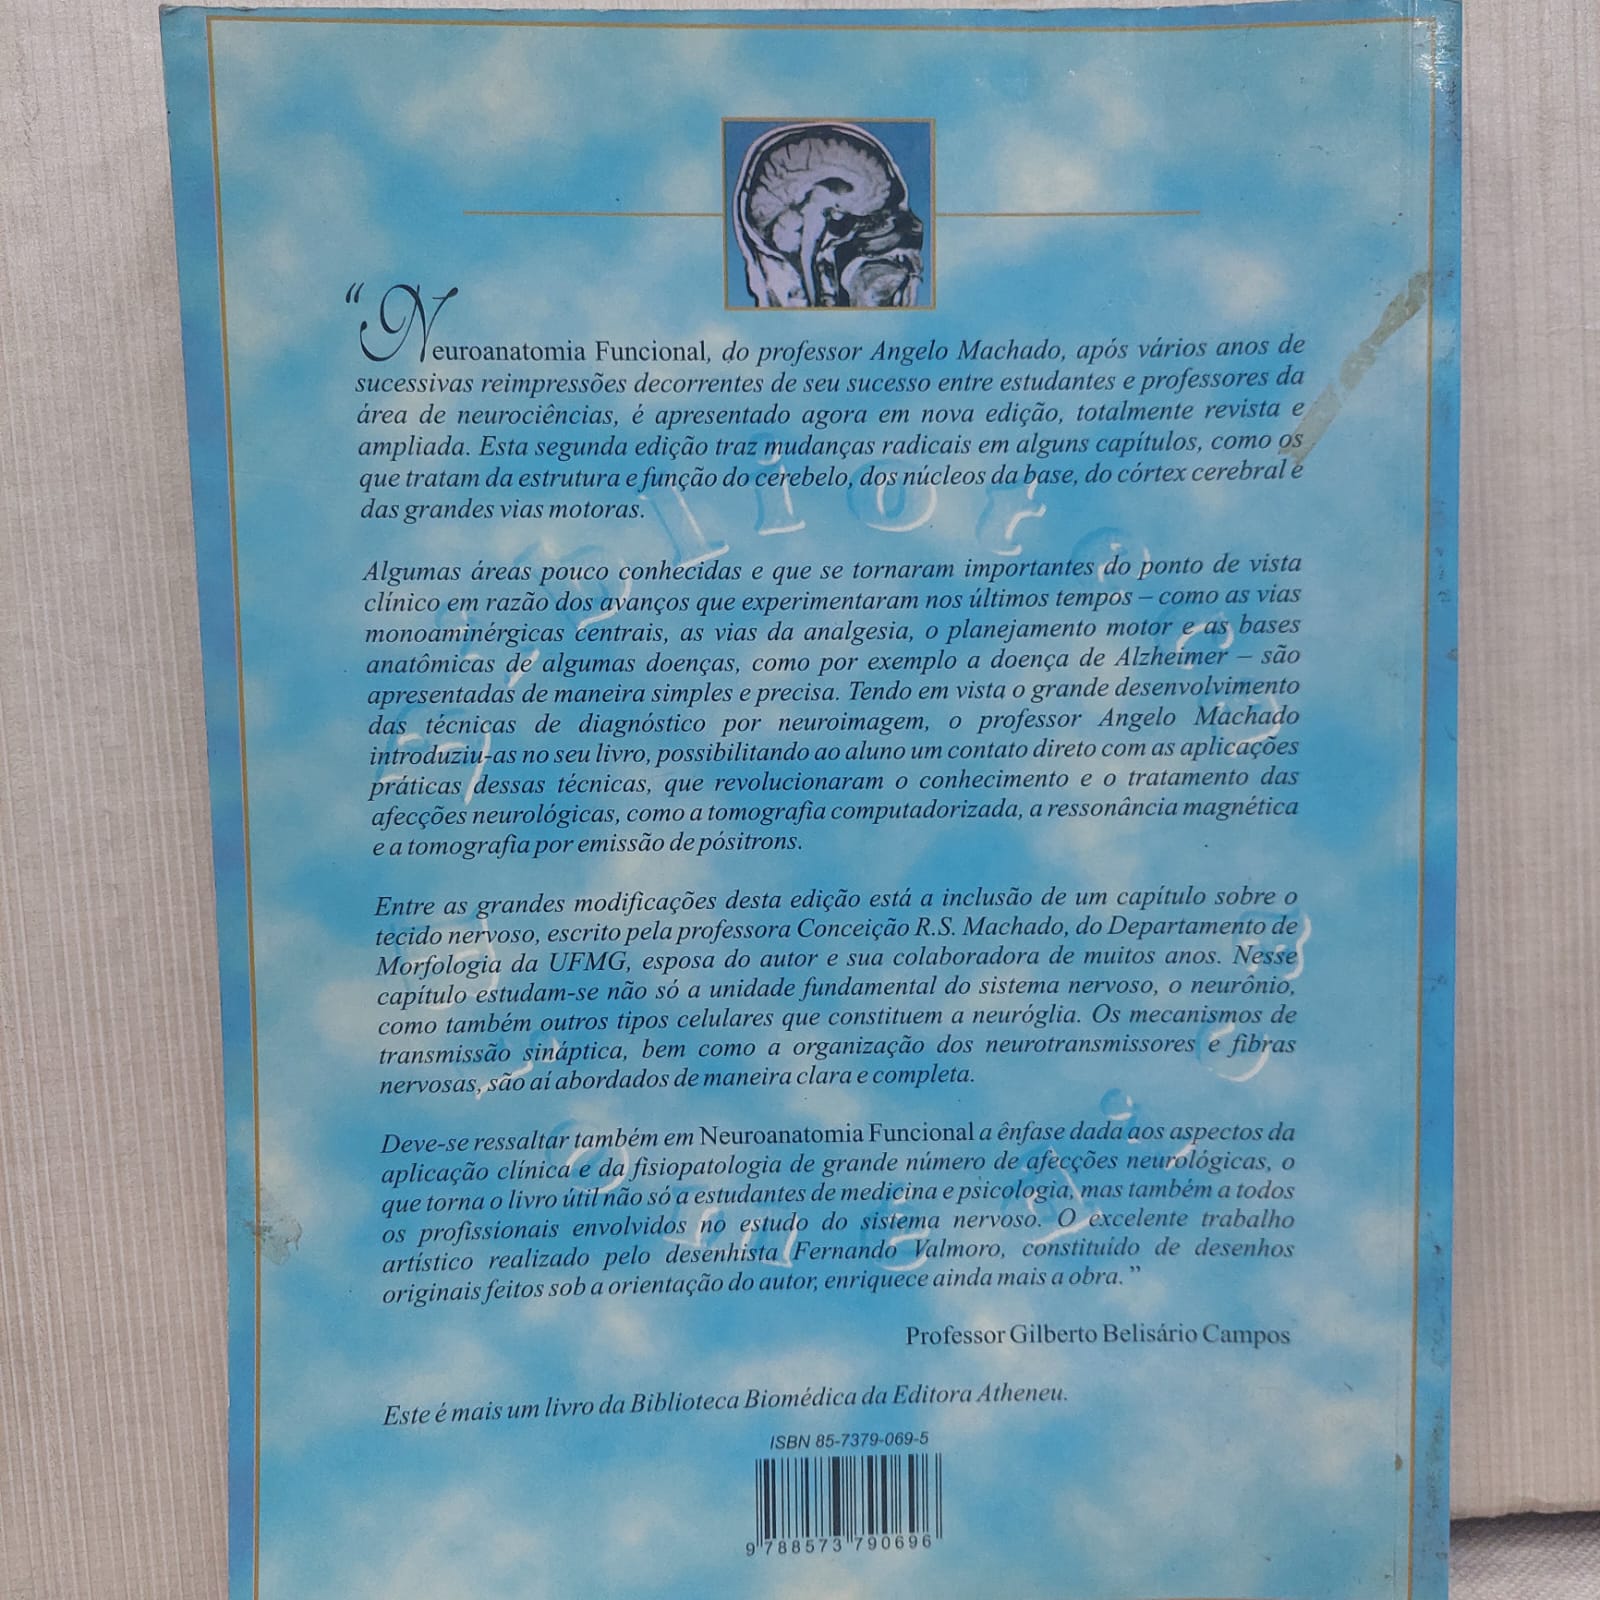 “Neuroanatomia Funcional, do professor Angelo Machado, após vários anos de
sucessivas reimpressões decorrentes de seu sucesso entre estudantes e professores da
área de neurociências, é apresentado agora em nova edição, totalmente revista e
ampliada. Esta segunda edição traz mudanças radicais em alguns capítulos, como os
que tratam da estrutura e função do cerebelo, dos núcleos da base, do córtex cerebral e
das grandes vias motoras.
Algumas áreas pouco conhecidas e que se tornaram importantes do ponto de vista
clínico em razão dos avanços que experimentaram nos últimos tempos – como as vias
monoaminérgicas centrais, as vias da analgesia, o planejamento motor e as bases
anatômicas de algumas doenças, como por exemplo a doença de Alzheimer – são
apresentadas de maneira simples e precisa. Tendo em vista o grande desenvolvimento
das técnicas de diagnóstico por neuroimagem, o professor Angelo Machado
introduziu-as no seu livro, possibilitando ao aluno um contato direto com as aplicações
práticas dessas técnicas, que revolucionaram o conhecimento e o tratamento das
afecções neurológicas, como a tomografia computadorizada, a ressonância magnética
e a tomografia por emissão de pósitrons.
Entre as grandes modificações desta edição está a inclusão de um capítulo sobre o
tecido nervoso, escrito pela professora Conceição R.S. Machado, do Departamento de
Morfologia da UFMG, esposa do autor e sua colaboradora de muitos anos. Nesse
capítulo estudam-se não só a unidade fundamental do sistema nervoso, o neurônio,
como também outros tipos celulares que constituem a neuróglia. Os mecanismos de
transmissão sináptica, bem como a organização dos neurotransmissores e fibras
nervosas, são aí abordados de maneira clara e completa.
Deve-se ressaltar também em Neuroanatomia Funcional a ênfase dada aos aspectos da
aplicação clínica e da fisiopatologia de grande número de afecções neurológicas, o
que torna o livro útil não só a estudantes de medicina e psicologia, mas também a todos
os profissionais envolvidos no estudo do sistema nervoso. O excelente trabalho
artístico realizado pelo desenhista Fernando Valmoro, constituído de desenhos
originais feitos sob a orientação do autor, enriquece ainda mais a obra.”
Professor Gilberto Belisário Campos
Este é mais um livro da Biblioteca Biomédica da Editora Atheneu.
ISBN 85-7379-069-5
9 788573 790696